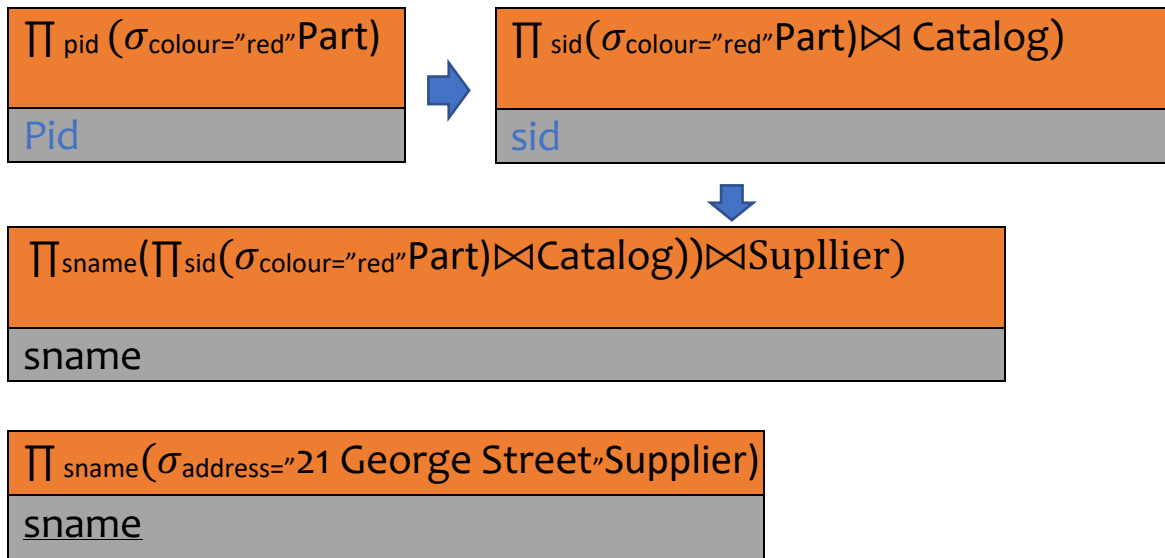 ∏ pid (σcolour=”red”Part)
Pid
∏ sid(σcolour=”red”Part)⋈ Catalog)
sid
∏sname(∏sid(σcolour=”red”Part)⋈Catalog))⋈Supllier)
sname
∏ sname(σaddress=”21 George Street”Supplier)
sname